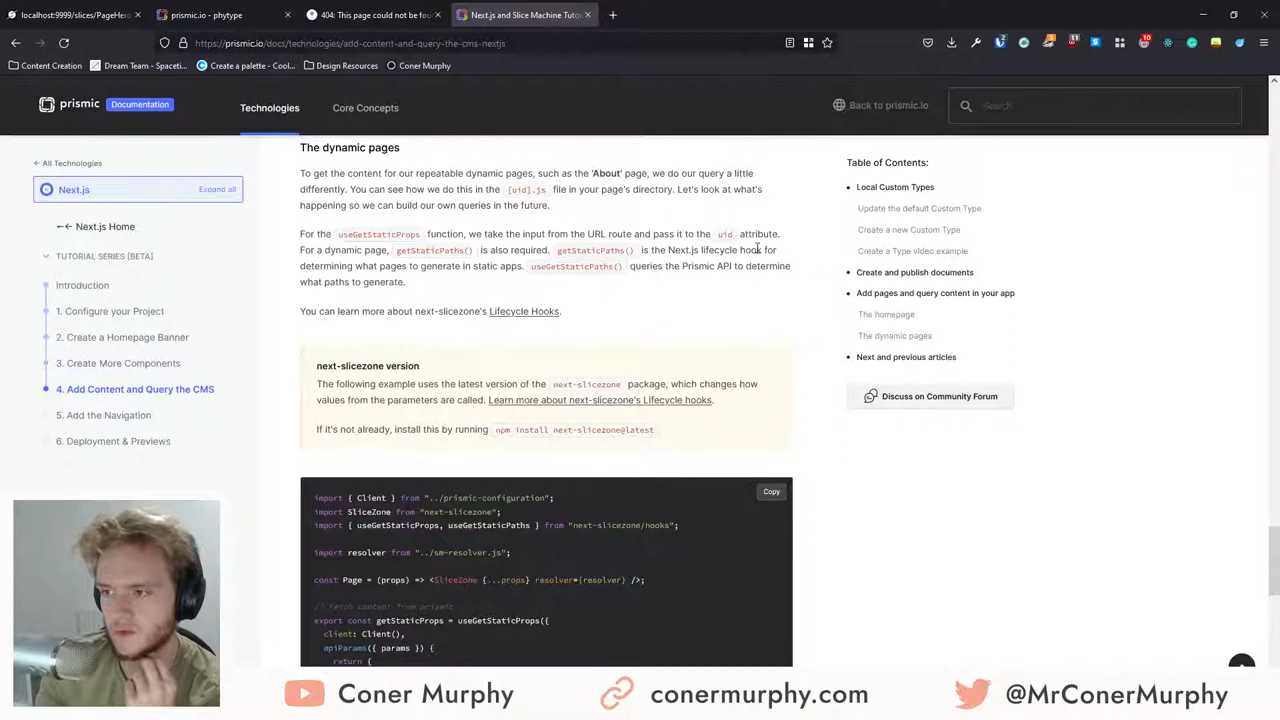 localhost:9999/slices/PageHero
prismic.io - phytype
404: This page could not be fou
Next.js and Slice Machine Tuto
https://prismic.io/docs/technologies/add-content-and-query-the-cms-nextjs
Content Creation
Dream Team - Spaceti...
Create a palette - Cool...
Design Resources
Coner Murphy
prismic
Documentation
Technologies
Core Concepts
Back to prismic.io
Search
All Technologies
Next.js
Expand all
Next.js Home
TUTORIAL SERIES [BETA]
Introduction
1. Configure your Project
2. Create a Homepage Banner
3. Create More Components
4. Add Content and Query the CMS
5. Add the Navigation
6. Deployment & Previews
The dynamic pages
To get the content for our repeatable dynamic pages, such as the 'About' page, we do our query a little
differently. You can see how we do this in the [uid].js file in your page's directory. Let's look at what's
happening so we can build our own queries in the future.
For the useGetStaticProps function, we take the input from the URL route and pass it to the uid attribute.
For a dynamic page, getStaticPaths() is also required. getStaticPaths() is the Next.js lifecycle hook for
determining what pages to generate in static apps. useGetStaticPaths() queries the Prismic API to determine
what paths to generate.
You can learn more about next-slicezone's Lifecycle Hooks.
next-slicezone version
The following example uses the latest version of the next-slicezone package, which changes how
values from the parameters are called. Learn more about next-slicezone's Lifecycle hooks.
If it's not already, install this by running npm install next-slicezone@latest
Copy
import { Client } from "../prismic-configuration";
import SliceZone from "next-slicezone";
import { useGetStaticProps, useGetStaticPaths } from "next-slicezone/hooks";
import resolver from "../sm-resolver.js";
const Page = (props) => <SliceZone {...props} resolver={resolver} />;
// Fetch content from prismic
export const getStaticProps = useGetStaticProps({
client: Client(),
apiParams({ params }) {
return {
Table of Contents:
Local Custom Types
Update the default Custom Type
Create a new Custom Type
Create a Type video example
Create and publish documents
Add pages and query content in your app
The homepage
The dynamic pages
Next and previous articles
Discuss on Community Forum
Coner Murphy
conermurphy.com
@MrConerMurphy